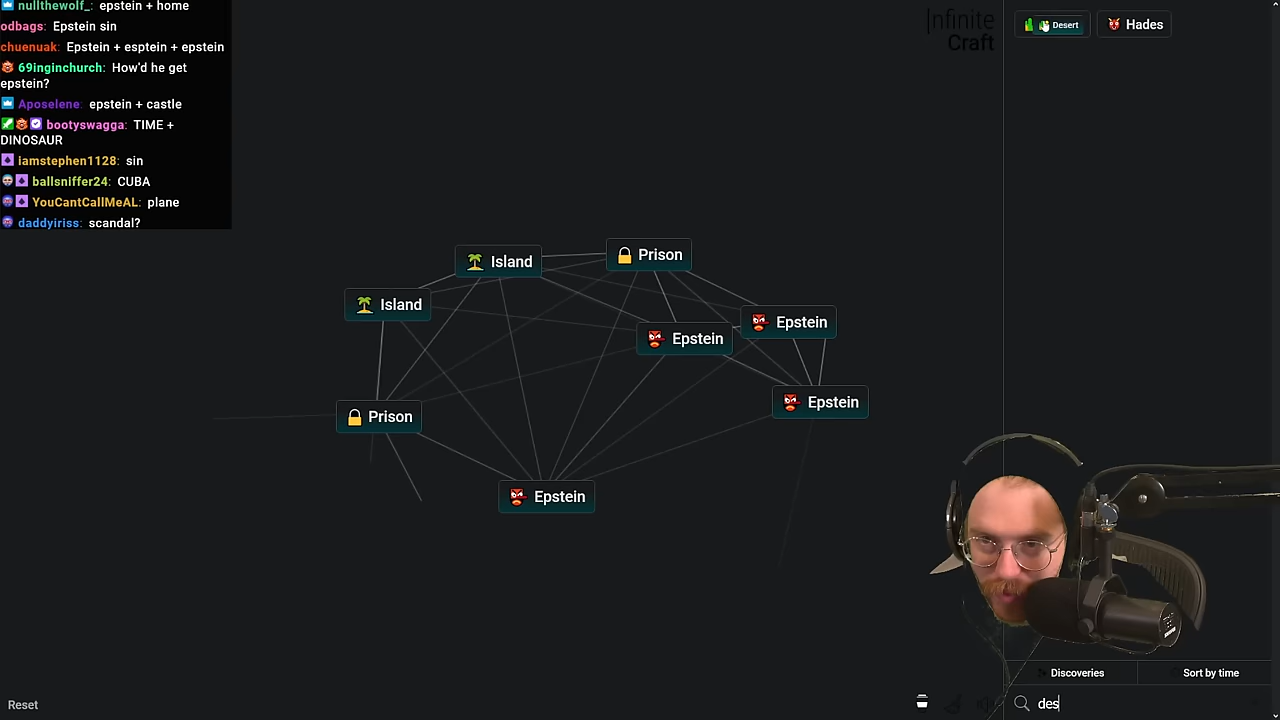 nullthewolf_: epstein + home
odbags: Epstein sin
chuenuak: Epstein + esptein + epstein
69inginchurch: How'd he get
epstein?
Aposelene: epstein + castle
bootyswagga: TIME +
DINOSAUR
iamstephen1128: sin
ballsniffer24: CUBA
YouCantCallMeAL: plane
daddyiriss: scandal?
Infinite
Craft
Desert
Hades
Island
Prison
Island
Epstein
Epstein
Prison
Epstein
Epstein
Discoveries
Sort by time
Reset
des